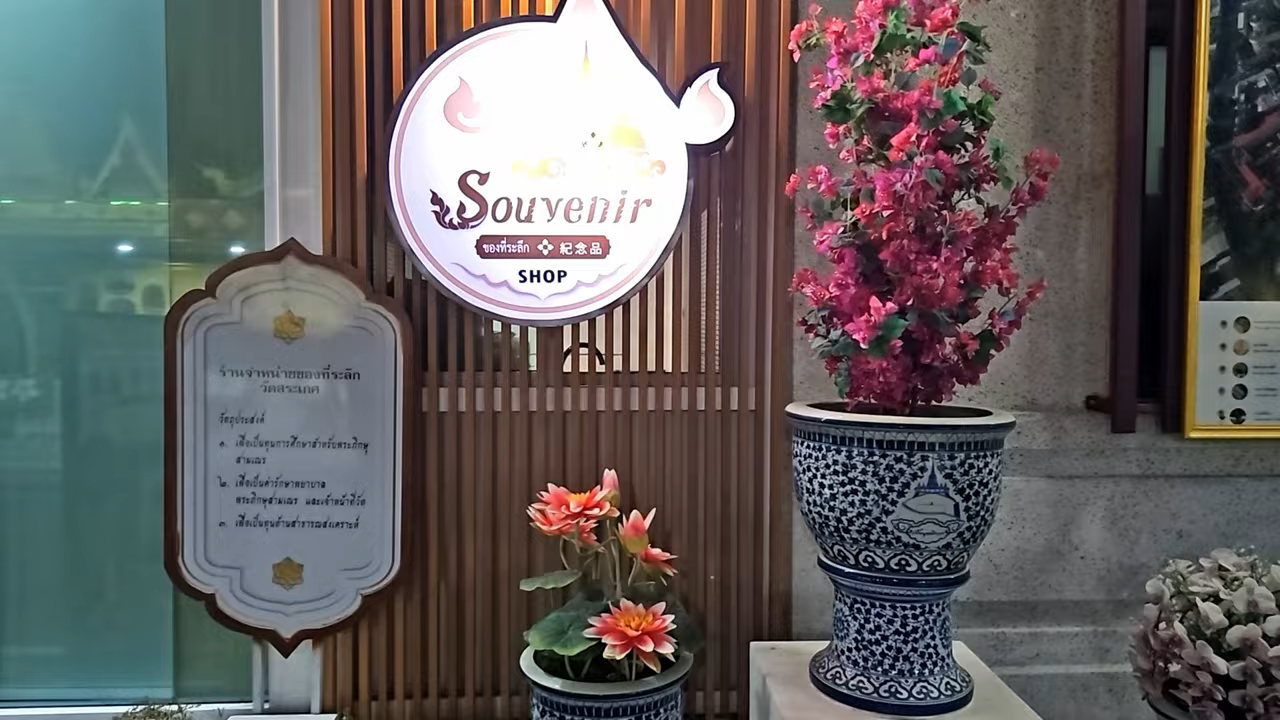 Souvenir
ของที่ระลึก 紀念品
SHOP
ร้านจำหน่ายของที่ระลึก
วัดสระเกศ
วัตถุประสงค์
๑. เพื่อเป็นทุนการศึกษาสำหรับพระภิกษุ
สามเณร
๒. เพื่อเป็นค่ารักษาพยาบาล
พระภิกษุสามเณร และเจ้าหน้าที่วัด
๓. เพื่อเป็นทุนด้านสาธารณสงเคราะห์